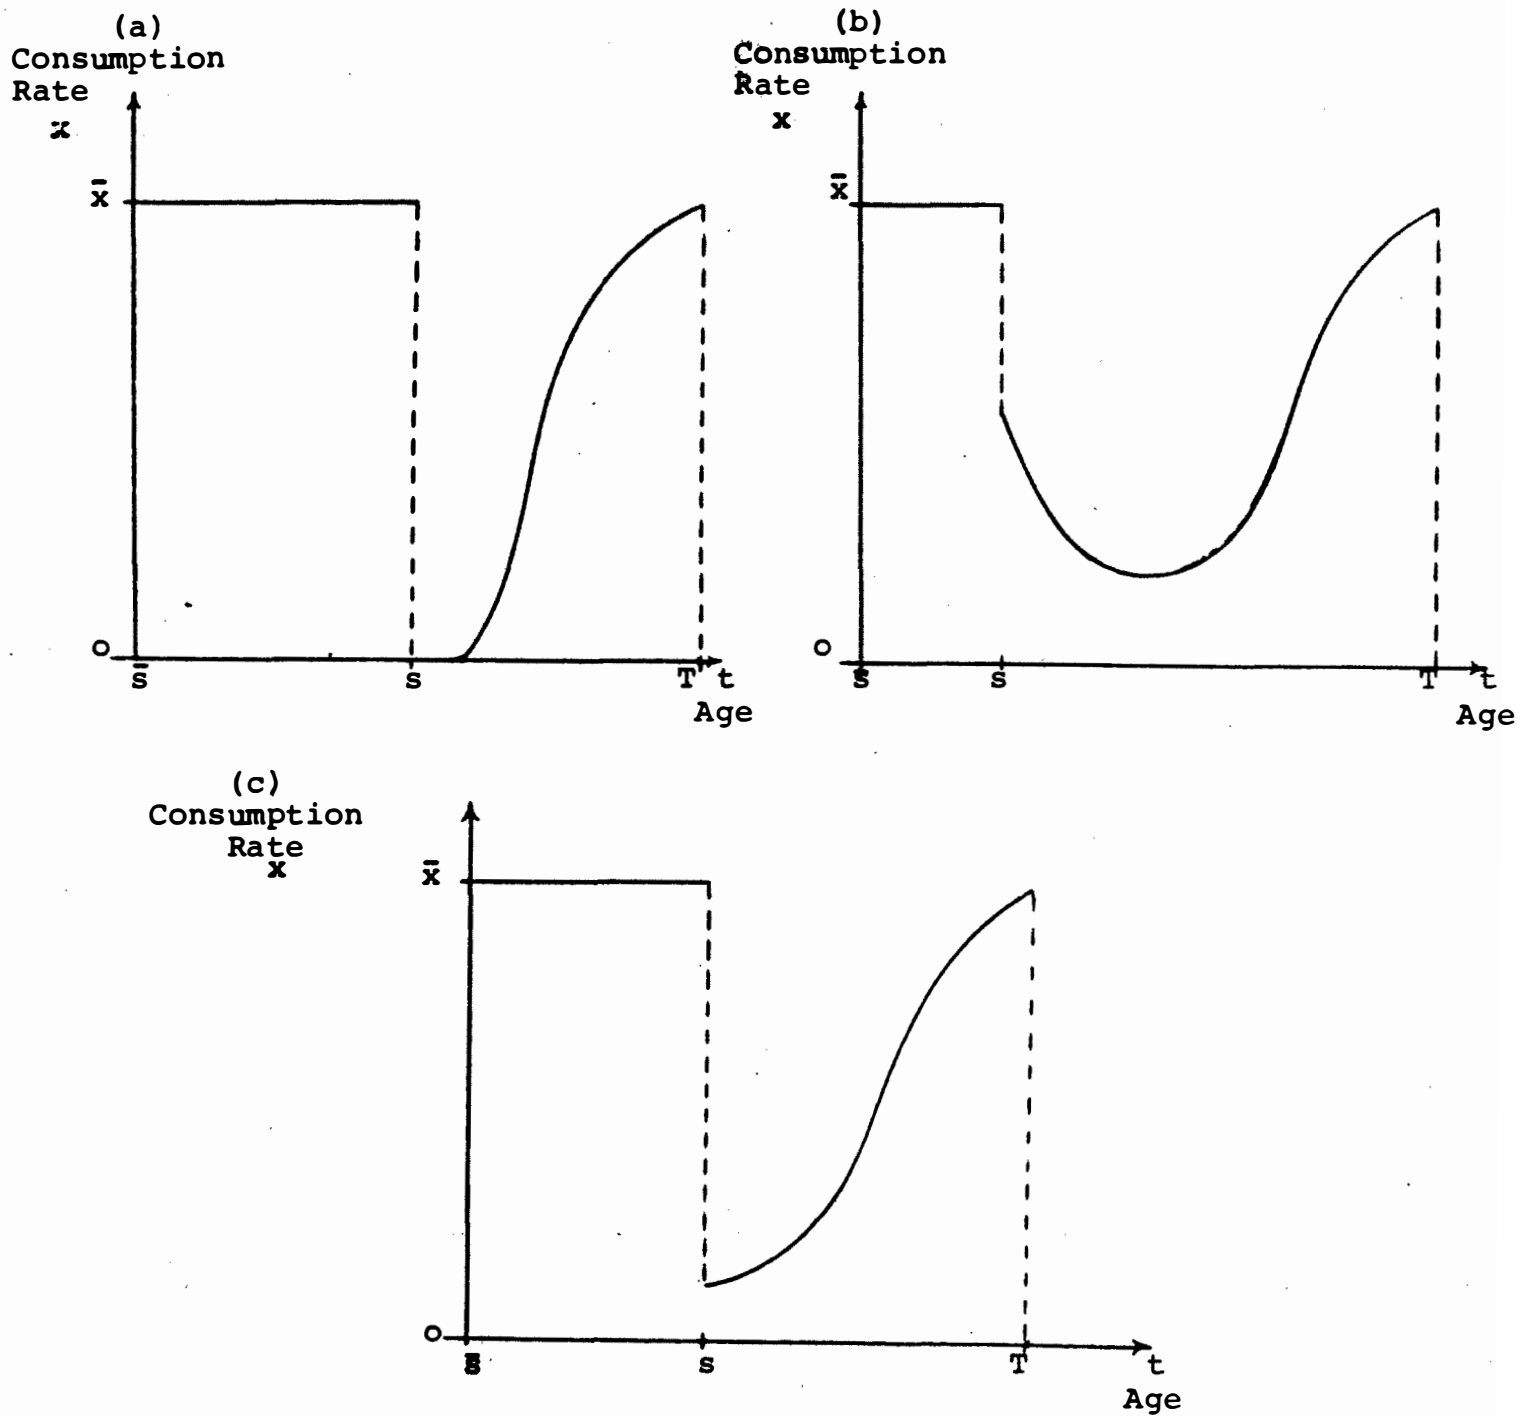 (a)
Consumption
Rate
x
x̄
O
s̄
s
T
t
Age
(b)
Consumption
Rate
x
x̄
O
s̄
s
T
t
Age
(c)
Consumption
Rate
x
x̄
O
s̄
s
T
t
Age